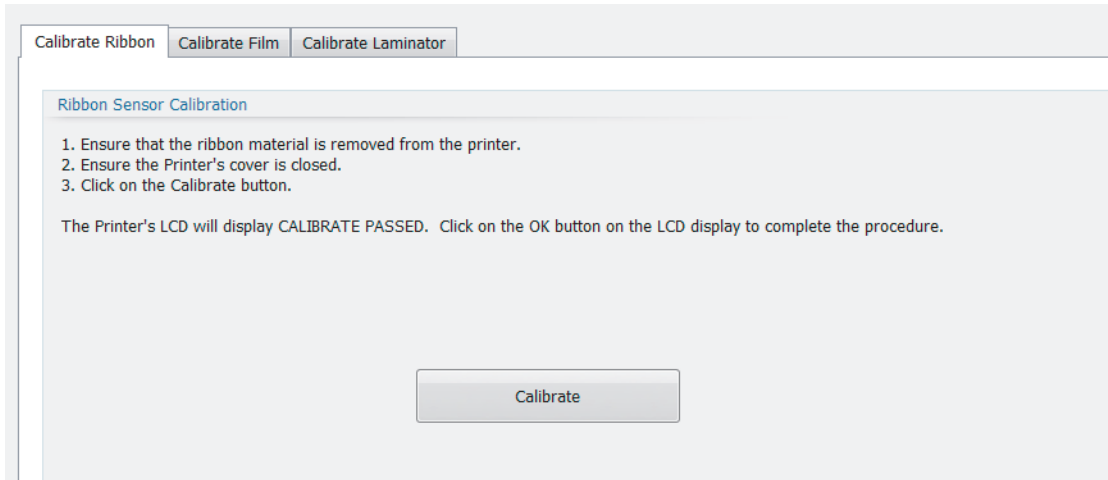 Calibrate Ribbon Calibrate Film Calibrate Laminator
Ribbon Sensor Calibration
1. Ensure that the ribbon material is removed from the printer.
2. Ensure the Printer's cover is closed.
3. Click on the Calibrate button.
The Printer's LCD will display CALIBRATE PASSED.  Click on the OK button on the LCD display to complete the procedure.
Calibrate